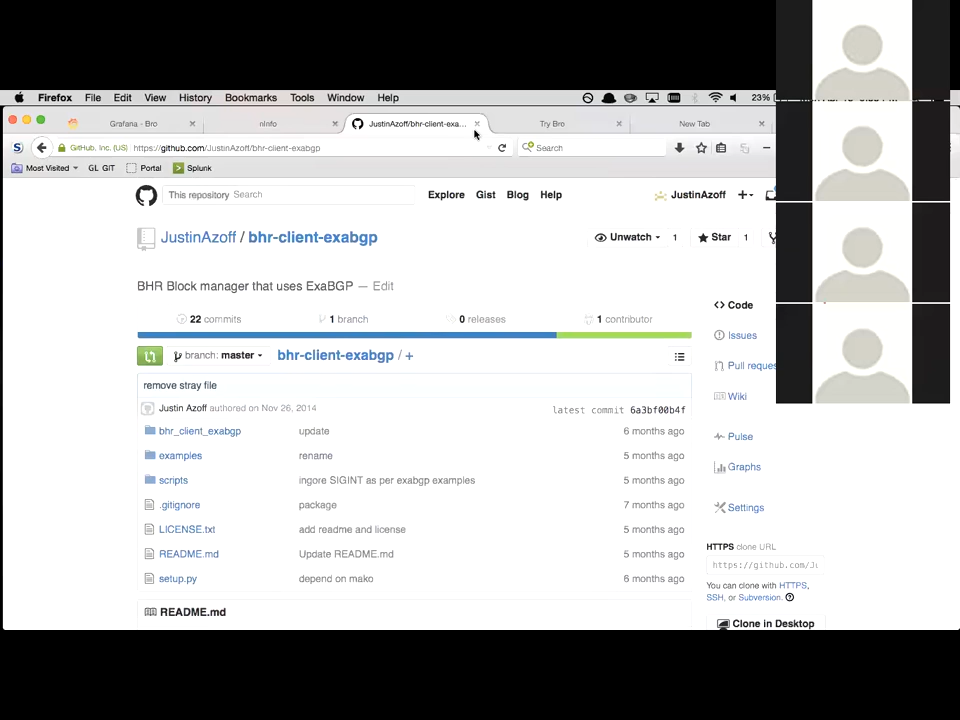 Firefox File Edit View History Bookmarks Tools Window Help 23%
Grafana - Bro nInfo JustinAzoff/bhr-client-exa... Try Bro New Tab
GitHub, Inc. (US) https://github.com/JustinAzoff/bhr-client-exabgp Search
Most Visited GL GIT Portal Splunk
This repository Search Explore Gist Blog Help JustinAzoff +
JustinAzoff / bhr-client-exabgp Unwatch 1 Star 1
BHR Block manager that uses ExaBGP — Edit
22 commits 1 branch 0 releases 1 contributor
branch: master bhr-client-exabgp / +
remove stray file
Justin Azoff authored on Nov 26, 2014 latest commit 6a3bf00b4f
bhr_client_exabgp update 6 months ago
examples rename 5 months ago
scripts ingore SIGINT as per exabgp examples 5 months ago
.gitignore package 7 months ago
LICENSE.txt add readme and license 5 months ago
README.md Update README.md 5 months ago
setup.py depend on mako 6 months ago
README.md
<> Code
Issues
Pull reques
Wiki
Pulse
Graphs
Settings
HTTPS clone URL
https://github.com/Ju
You can clone with HTTPS,
SSH, or Subversion.
Clone in Desktop